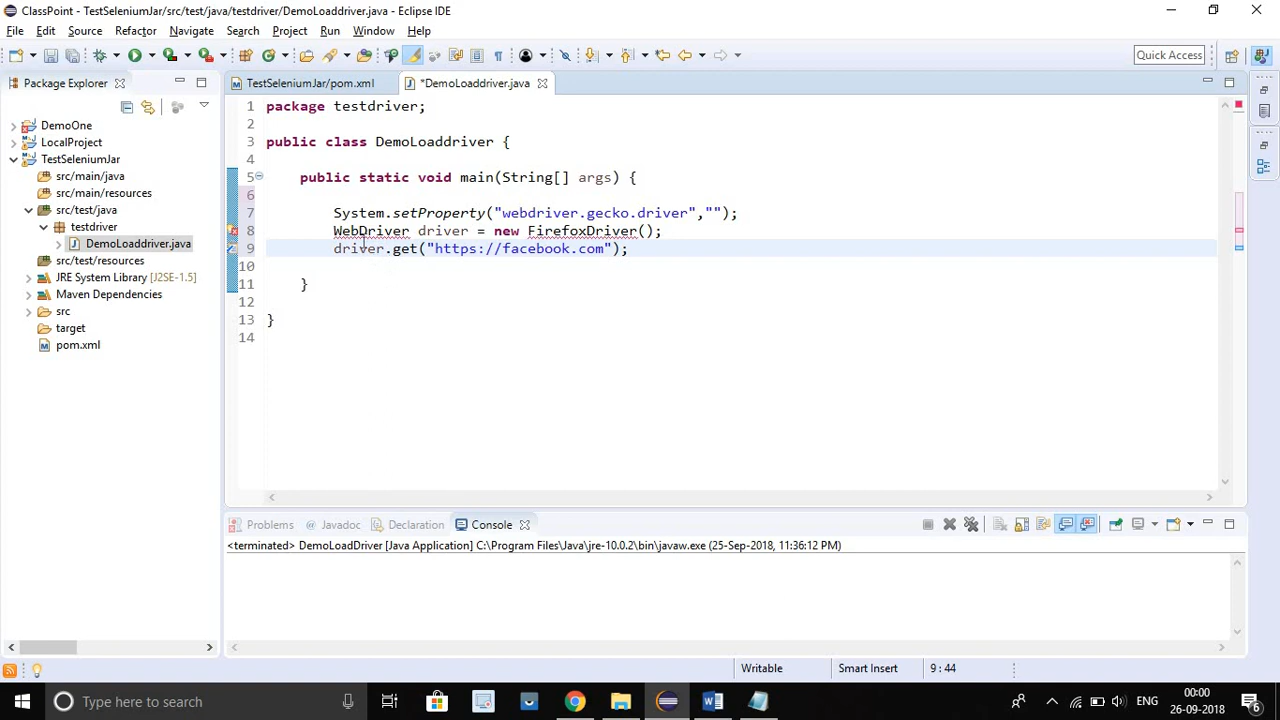 ClassPoint - TestSeleniumJar/src/test/java/testdriver/DemoLoaddriver.java - Eclipse IDE
File Edit Source Refactor Navigate Search Project Run Window Help
Quick Access
Package Explorer
TestSeleniumJar/pom.xml
*DemoLoaddriver.java
DemoOne
LocalProject
TestSeleniumJar
src/main/java
src/main/resources
src/test/java
testdriver
DemoLoaddriver.java
src/test/resources
JRE System Library [J2SE-1.5]
Maven Dependencies
src
target
pom.xml
1 package testdriver;
2
3 public class DemoLoaddriver {
4
5 public static void main(String[] args) {
6
7 System.setProperty("webdriver.gecko.driver","");
8 WebDriver driver = new FirefoxDriver();
9 driver.get("https://facebook.com");
10
11 }
12
13 }
14
Problems Javadoc Declaration Console
<terminated> DemoLoadDriver [Java Application] C:\Program Files\Java\jre-10.0.2\bin\javaw.exe (25-Sep-2018, 11:36:12 PM)
Writable Smart Insert 9 : 44
Type here to search
ENG
00:00
26-09-2018
6